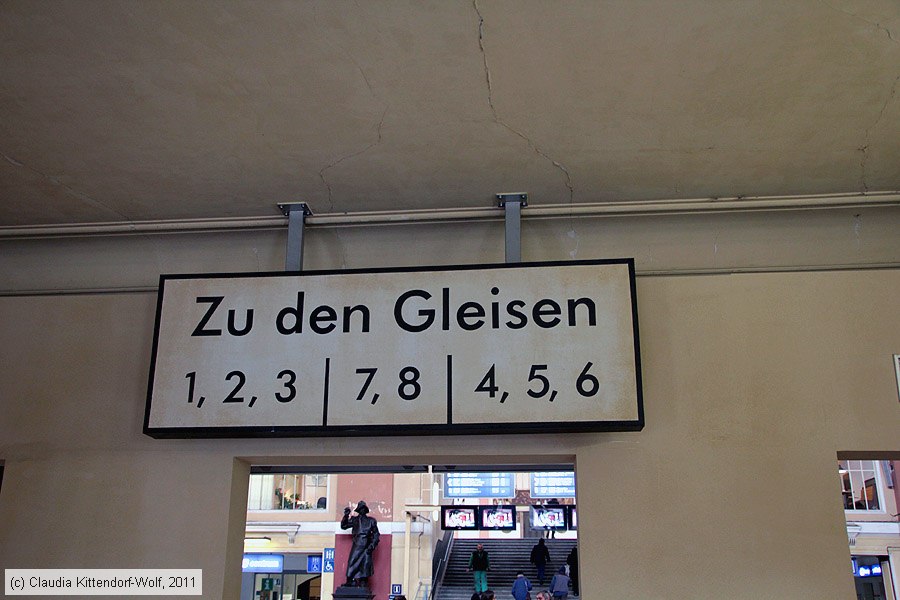 Zu den Gleisen
1, 2, 3 | 7, 8 | 4, 5, 6
(c) Claudia Kittendorf-Wolf, 2011